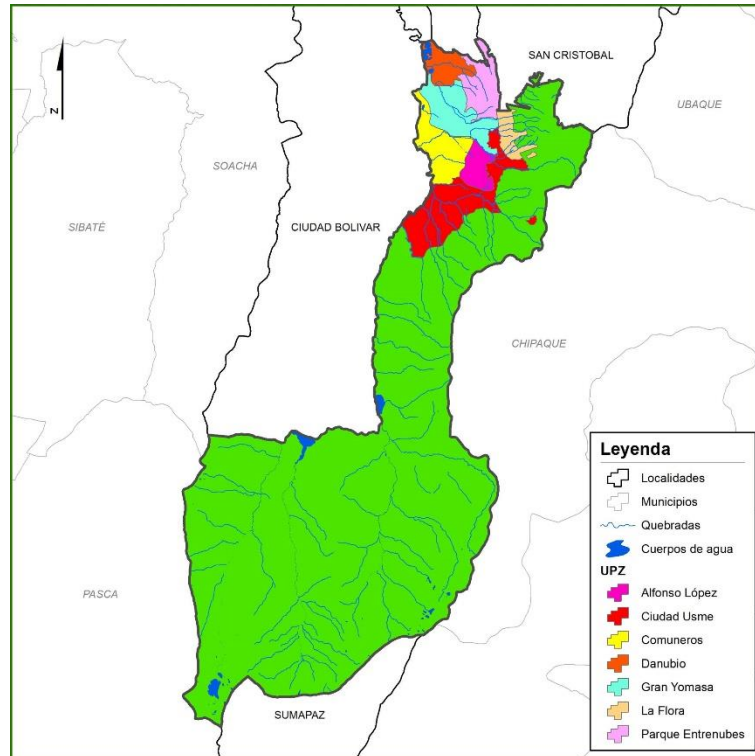 SAN CRISTOBAL
UBAQUE
SOACHA
SIBATÈ
CIUDAD BOLIVAR
CHIPAQUE
PASCA
SUMAPAZ
N
Leyenda
Localidades
Municipios
Quebradas
Cuerpos de agua
UPZ
Alfonso López
Ciudad Usme
Comuneros
Danubio
Gran Yomasa
La Flora
Parque Entrenubes